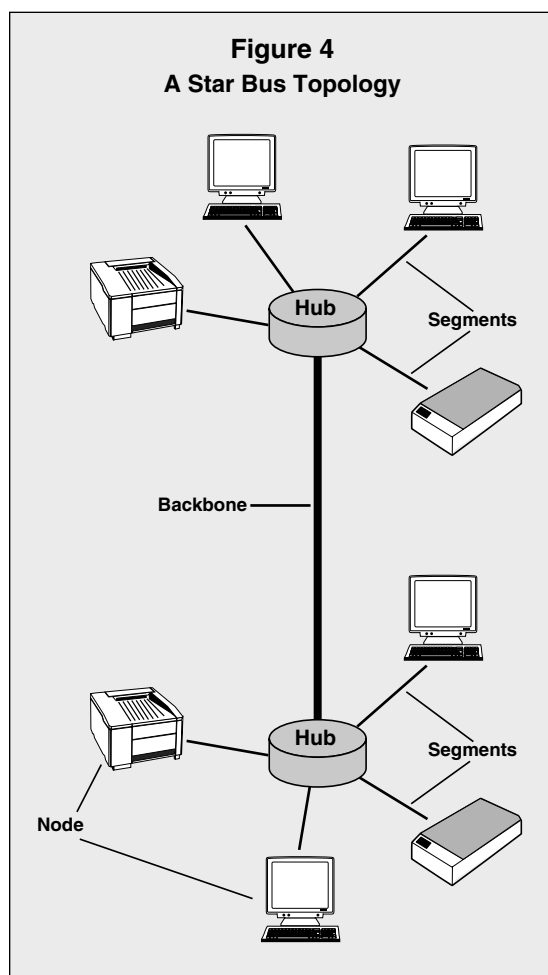 Figure 4
A Star Bus Topology
Hub
Segments
Backbone
Hub
Segments
Node